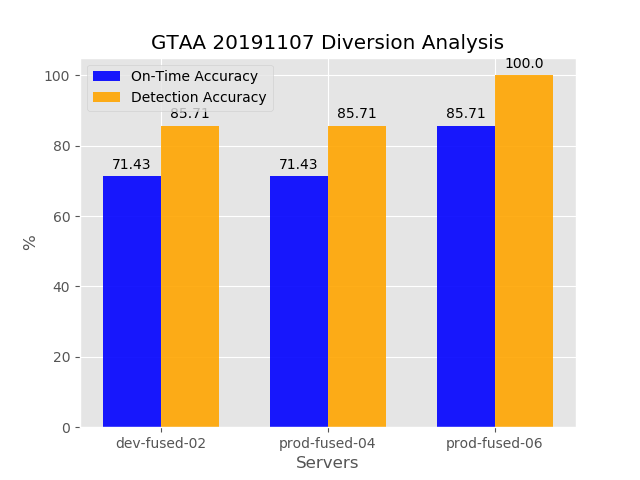 GTAA 20191107 Diversion Analysis
On-Time Accuracy
Detection Accuracy
%
100
80
60
40
20
0
71.43
85.71
71.43
85.71
85.71
100.0
dev-fused-02
prod-fused-04
prod-fused-06
Servers